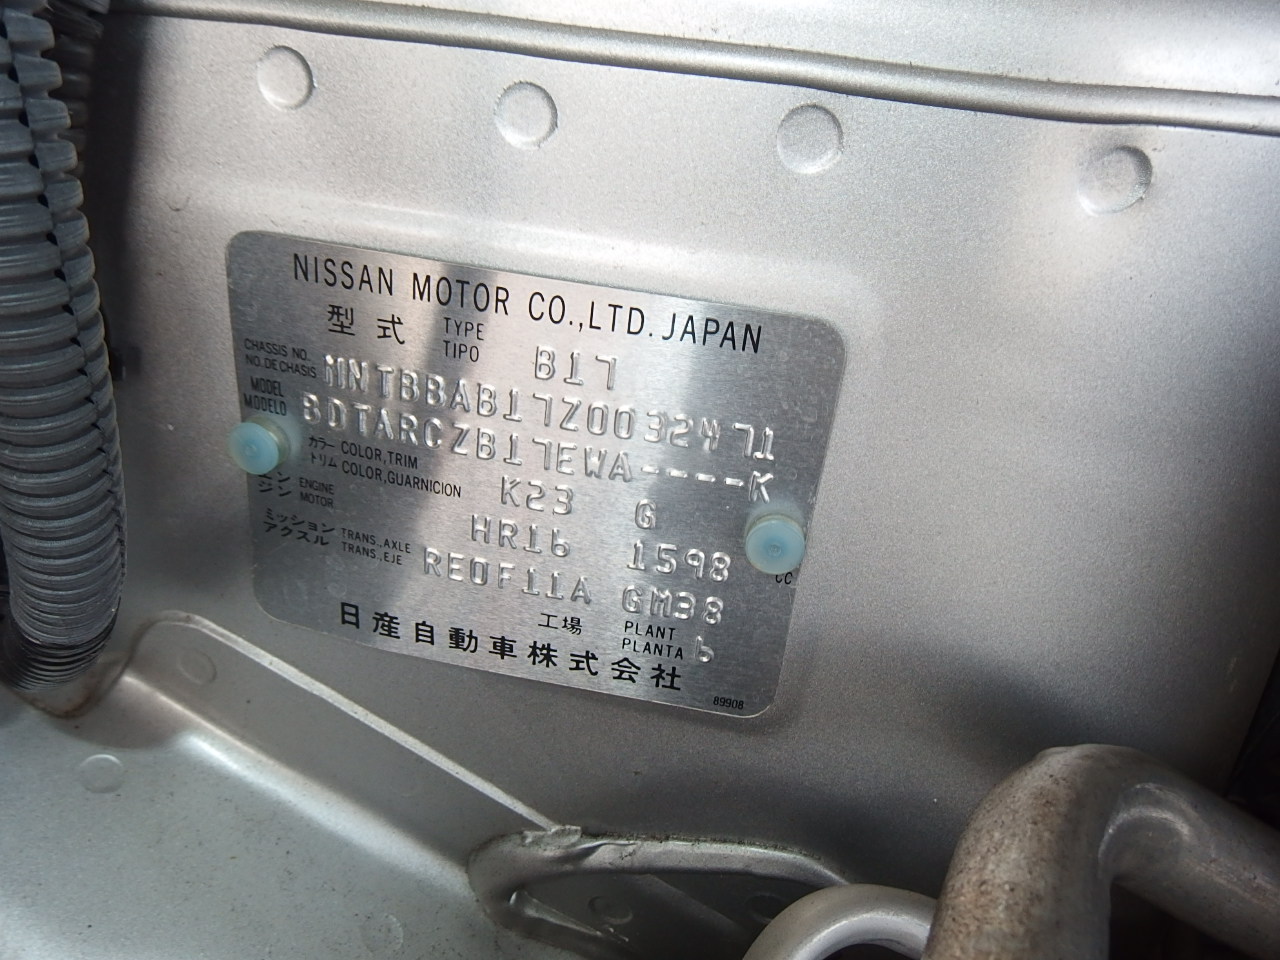 NISSAN MOTOR CO.,LTD. JAPAN
型式 TYPE TIPO B17
CHASSIS NO. NO.DE CHASIS MNTBBAB17Z0032471
MODEL MODELO BDTARCZB17EWA----K
カラー COLOR,TRIM
トリム COLOR,GUARNICION K23 G
エンジン ENGINE MOTOR HR16 1598 CC
ミッション TRANS.,AXLE
アクスル TRANS.,EJE RE0F11A GM38
工場 PLANT PLANTA 6
日産自動車株式会社
89908